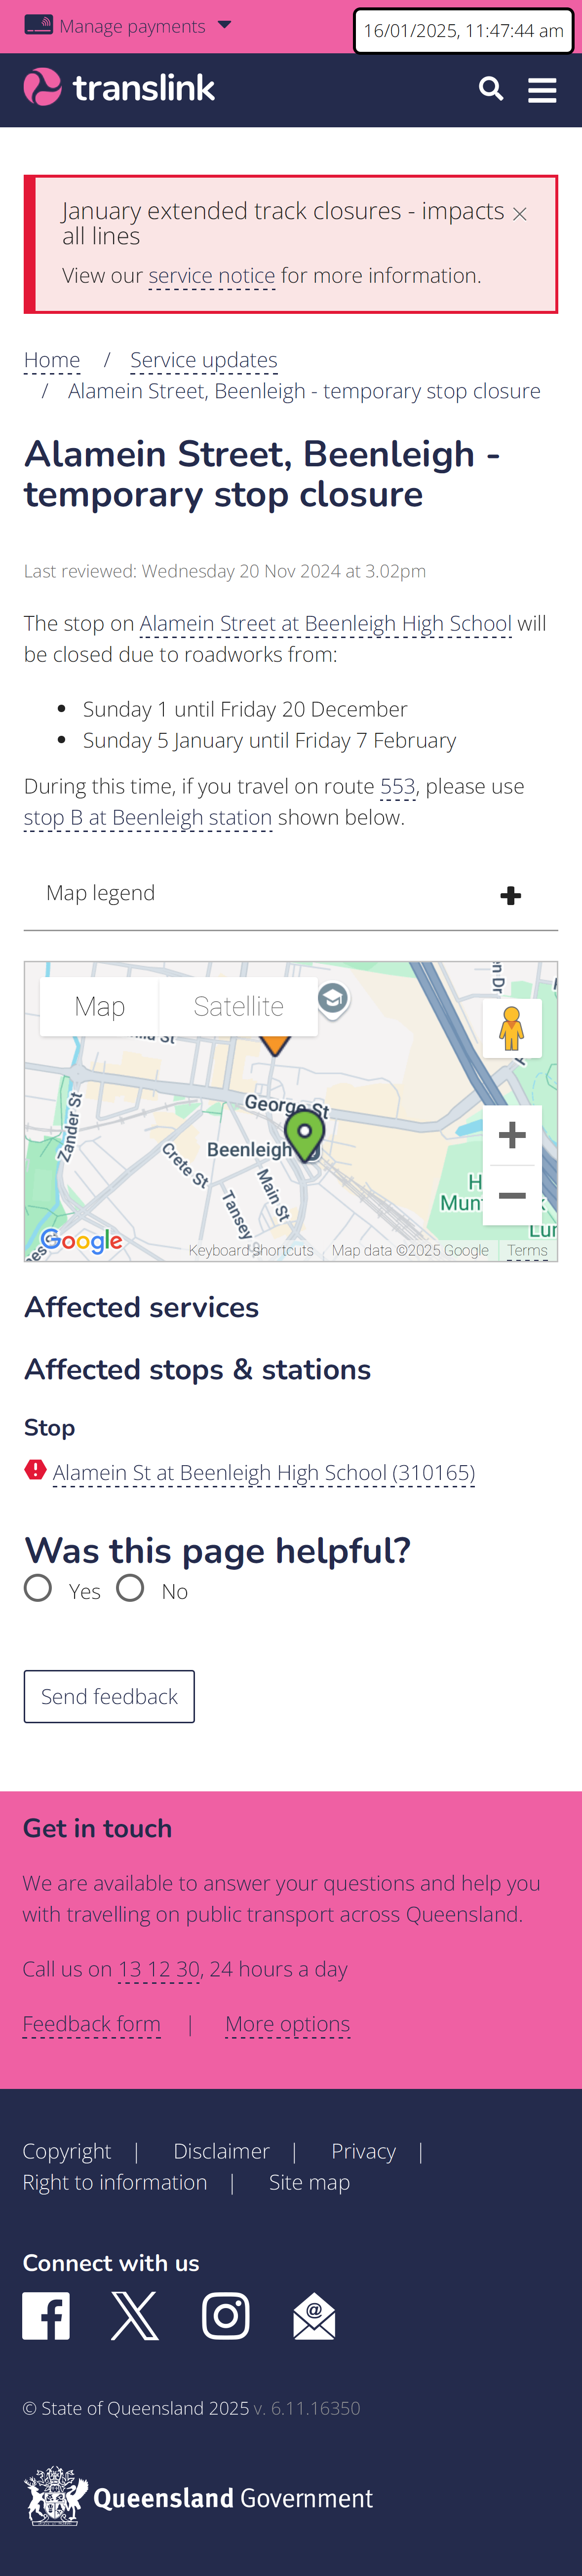 Manage payments
16/01/2025, 11:47:44 am
translink
January extended track closures - impacts
all lines
View our service notice for more information.
Home / Service updates
/ Alamein Street, Beenleigh - temporary stop closure
Alamein Street, Beenleigh -
temporary stop closure
Last reviewed: Wednesday 20 Nov 2024 at 3.02pm
The stop on Alamein Street at Beenleigh High School will
be closed due to roadworks from:
• Sunday 1 until Friday 20 December
• Sunday 5 January until Friday 7 February
During this time, if you travel on route 553, please use
stop B at Beenleigh station shown below.
Map legend
Map Satellite
Zander St
George St
Beenleigh
Crete St
Main St
Tansey
Google
Keyboard shortcuts Map data ©2025 Google Terms
Affected services
Affected stops & stations
Stop
Alamein St at Beenleigh High School (310165)
Was this page helpful?
Yes No
Send feedback
Get in touch
We are available to answer your questions and help you
with travelling on public transport across Queensland.
Call us on 13 12 30, 24 hours a day
Feedback form | More options
Copyright | Disclaimer | Privacy |
Right to information | Site map
Connect with us
© State of Queensland 2025 v. 6.11.16350
Queensland Government